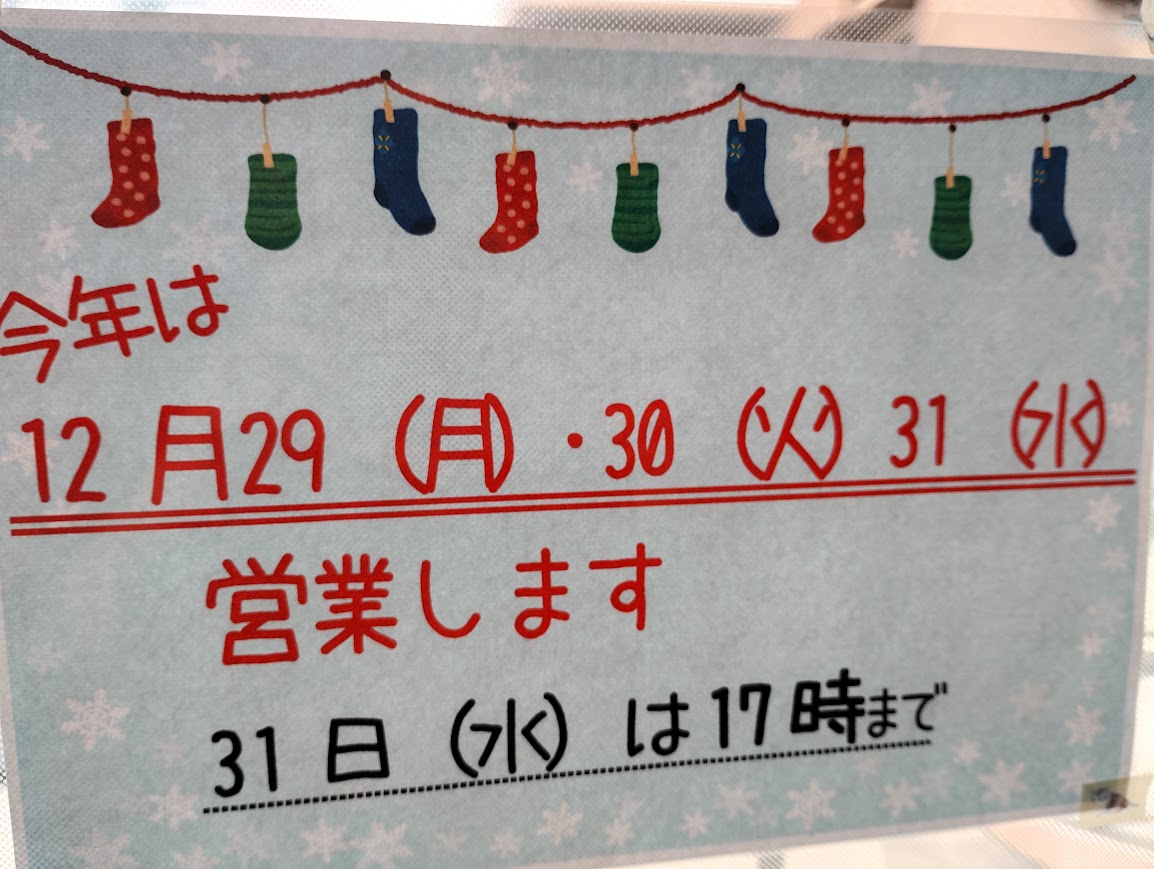 今年は
12月29（月）・30（火）31（水）
営業します
31日（水）は17時まで